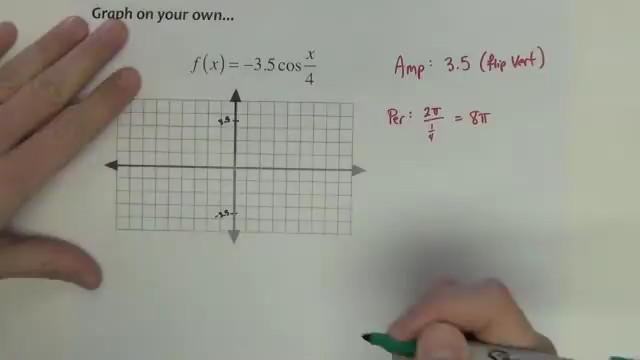 Graph on your own...
f(x) = -3.5 cos x/4
Amp: 3.5 (flip Vert)
Per: 2π / 1/4 = 8π
3.5
-3.5